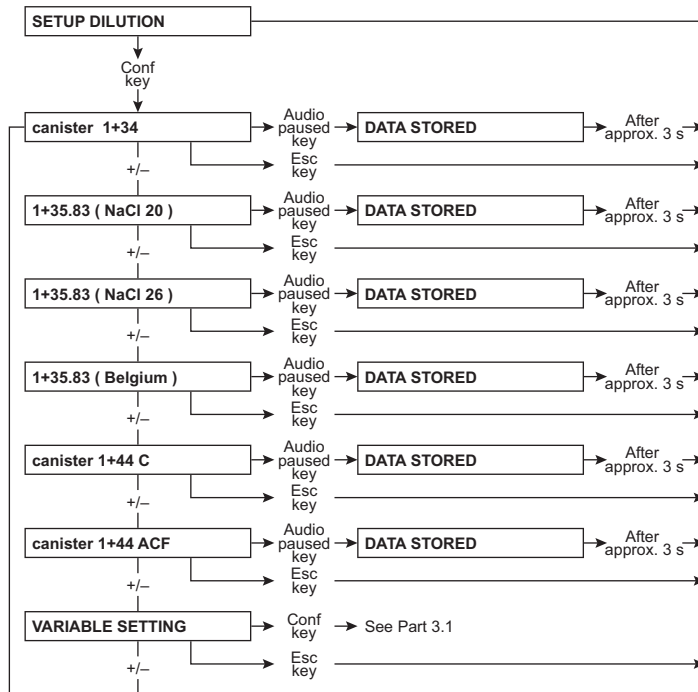 SETUP DILUTION
Conf
key
canister 1+34
Audio
paused
key
DATA STORED
After
approx. 3 s
Esc
key
+/–
1+35.83 ( NaCl 20 )
Audio
paused
key
DATA STORED
After
approx. 3 s
Esc
key
+/–
1+35.83 ( NaCl 26 )
Audio
paused
key
DATA STORED
After
approx. 3 s
Esc
key
+/–
1+35.83 ( Belgium )
Audio
paused
key
DATA STORED
After
approx. 3 s
Esc
key
+/–
canister 1+44 C
Audio
paused
key
DATA STORED
After
approx. 3 s
Esc
key
+/–
canister 1+44 ACF
Audio
paused
key
DATA STORED
After
approx. 3 s
Esc
key
+/–
VARIABLE SETTING
Conf
key
See Part 3.1
Esc
key
+/–